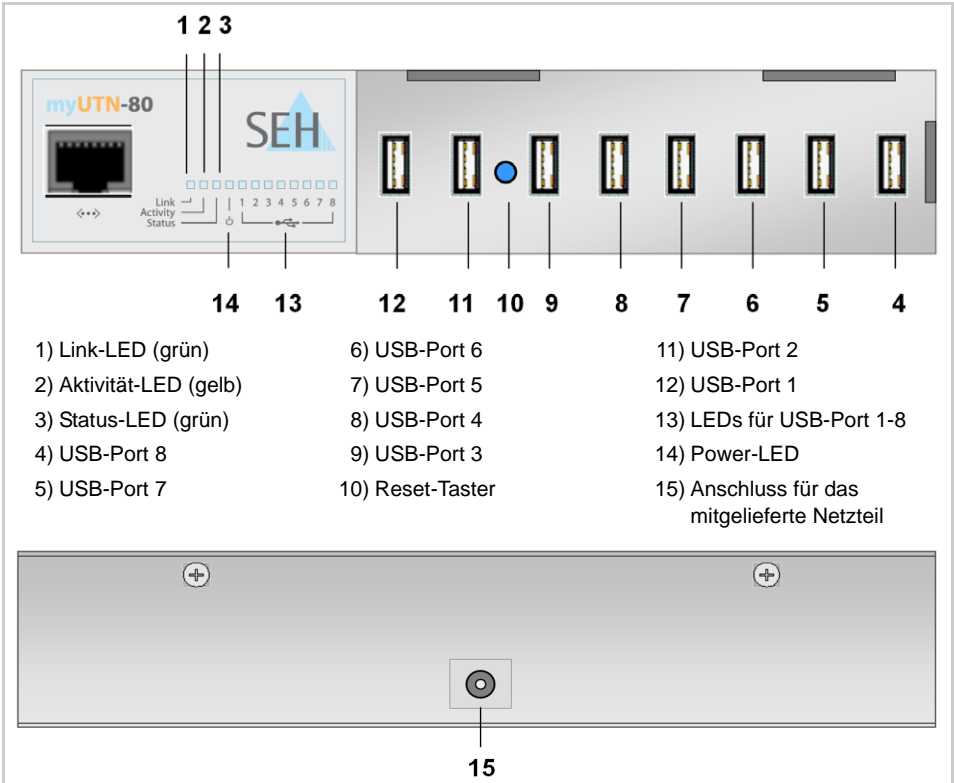 1 2 3
myUTN-80
SEH
Link
Activity
Status
1 2 3 4 5 6 7 8
14 13 12 11 10 9 8 7 6 5 4
1) Link-LED (grün)
2) Aktivität-LED (gelb)
3) Status-LED (grün)
4) USB-Port 8
5) USB-Port 7
6) USB-Port 6
7) USB-Port 5
8) USB-Port 4
9) USB-Port 3
10) Reset-Taster
11) USB-Port 2
12) USB-Port 1
13) LEDs für USB-Port 1-8
14) Power-LED
15) Anschluss für das
mitgelieferte Netzteil
15